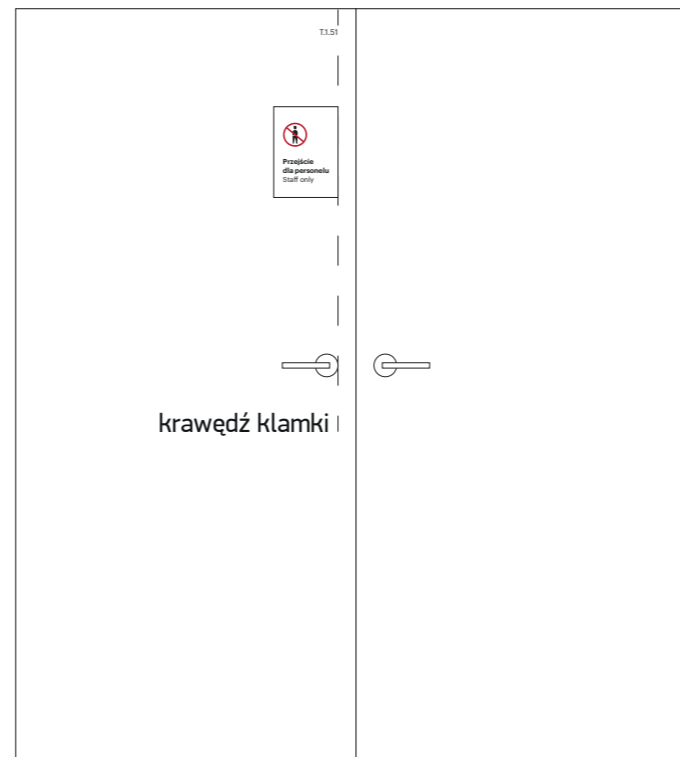 T.1.51
Przejście
dla personelu
Staff only
krawędź klamki